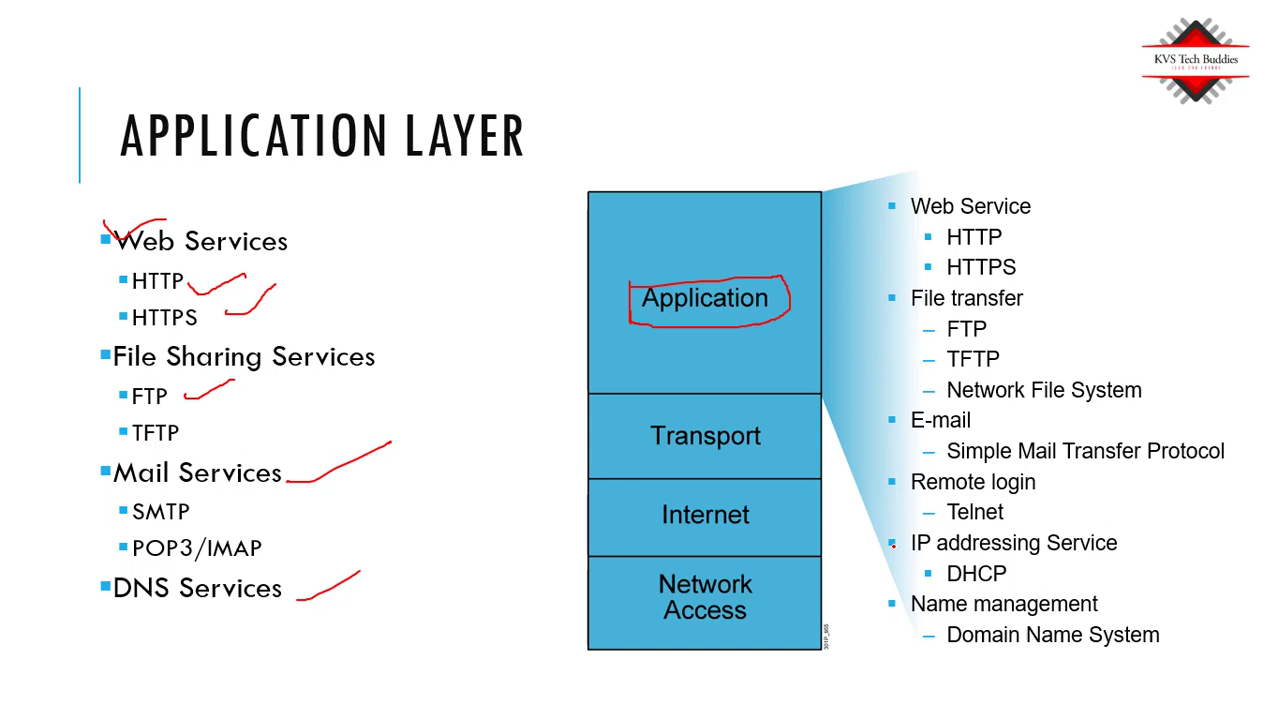 KVS Tech Buddies
APPLICATION LAYER
Web Services
HTTP
HTTPS
File Sharing Services
FTP
TFTP
Mail Services
SMTP
POP3/IMAP
DNS Services
Application
Transport
Internet
Network
Access
Web Service
HTTP
HTTPS
File transfer
– FTP
– TFTP
– Network File System
E-mail
– Simple Mail Transfer Protocol
Remote login
– Telnet
IP addressing Service
DHCP
Name management
– Domain Name System